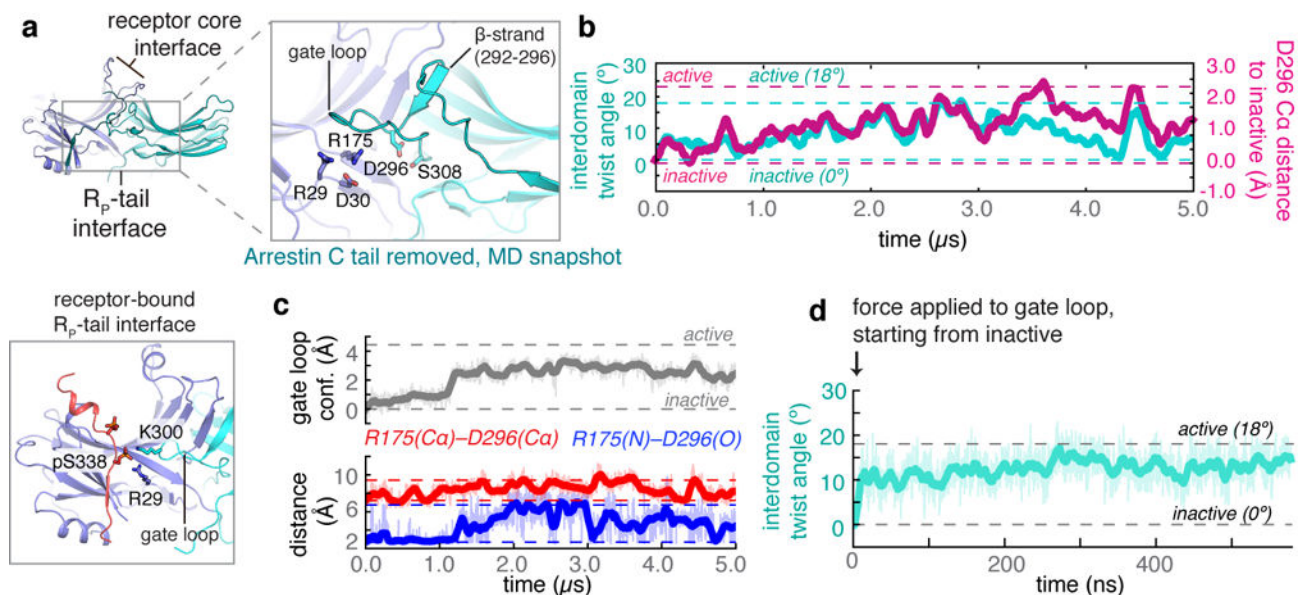 a
receptor core
interface
R_P-tail
interface
gate loop
β-strand
(292-296)
R175
D296
S308
R29
D30
Arrestin C tail removed, MD snapshot
b
interdomain
twist angle (º)
30
20
10
0
active
active (18º)
inactive
inactive (0º)
3.0
2.0
1.0
0.0
-1.0
D296 Cα distance
to inactive (Å)
0.0
1.0
2.0
3.0
4.0
5.0
time (µs)
receptor-bound
R_P-tail interface
K300
pS338
R29
gate loop
c
gate loop
conf. (Å)
4
2
0
active
inactive
R175(Cα)–D296(Cα)
R175(N)–D296(O)
distance
(Å)
10
6
2
0.0
1.0
2.0
3.0
4.0
5.0
time (µs)
d
force applied to gate loop,
starting from inactive
interdomain
twist angle (º)
30
20
10
0
active (18º)
inactive (0º)
0
200
400
time (ns)